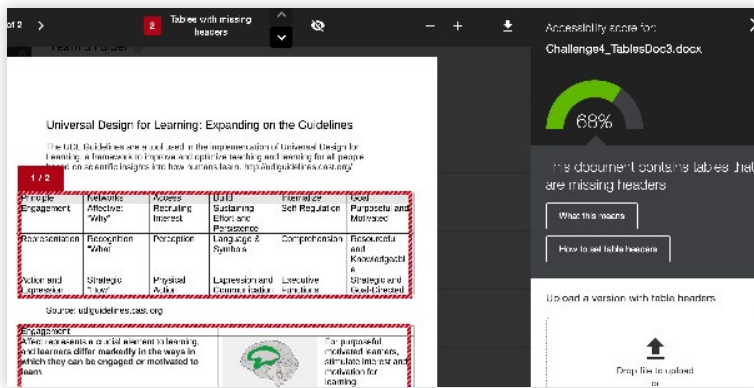 of 2
2
Tables with missing headers
Accessibility score for:
Challenge4_TablesDoc3.docx
68%
This document contains tables that are missing headers
What this means
How to set table headers
Upload a version with table headers
Drop file to upload
or
Universal Design for Learning: Expanding on the Guidelines
The UDL Guidelines are a tool used in the implementation of Universal Design for
Learning, a framework to improve and optimize teaching and learning for all people
based on scientific insights into how humans learn. http://udlguidelines.cast.org/
1 / 2
Principle Networks Access Build Internalize Goal
Engagement Affective: "Why" Recruiting Interest Sustaining Effort and Persistence Self Regulation Purposeful and Motivated
Representation Recognition "What" Perception Language & Symbols Comprehension Resourceful and Knowledgeable
Action and Expression Strategic "How" Physical Action Expression and Communication Executive Functions Strategic and Goal-Directed
Source: udlguidelines.cast.org
Engagement
Affect represents a crucial element to learning,
and learners differ markedly in the ways in
which they can be engaged or motivated to
learn.
For purposeful,
motivated learners,
stimulate interest and
motivation for
learning